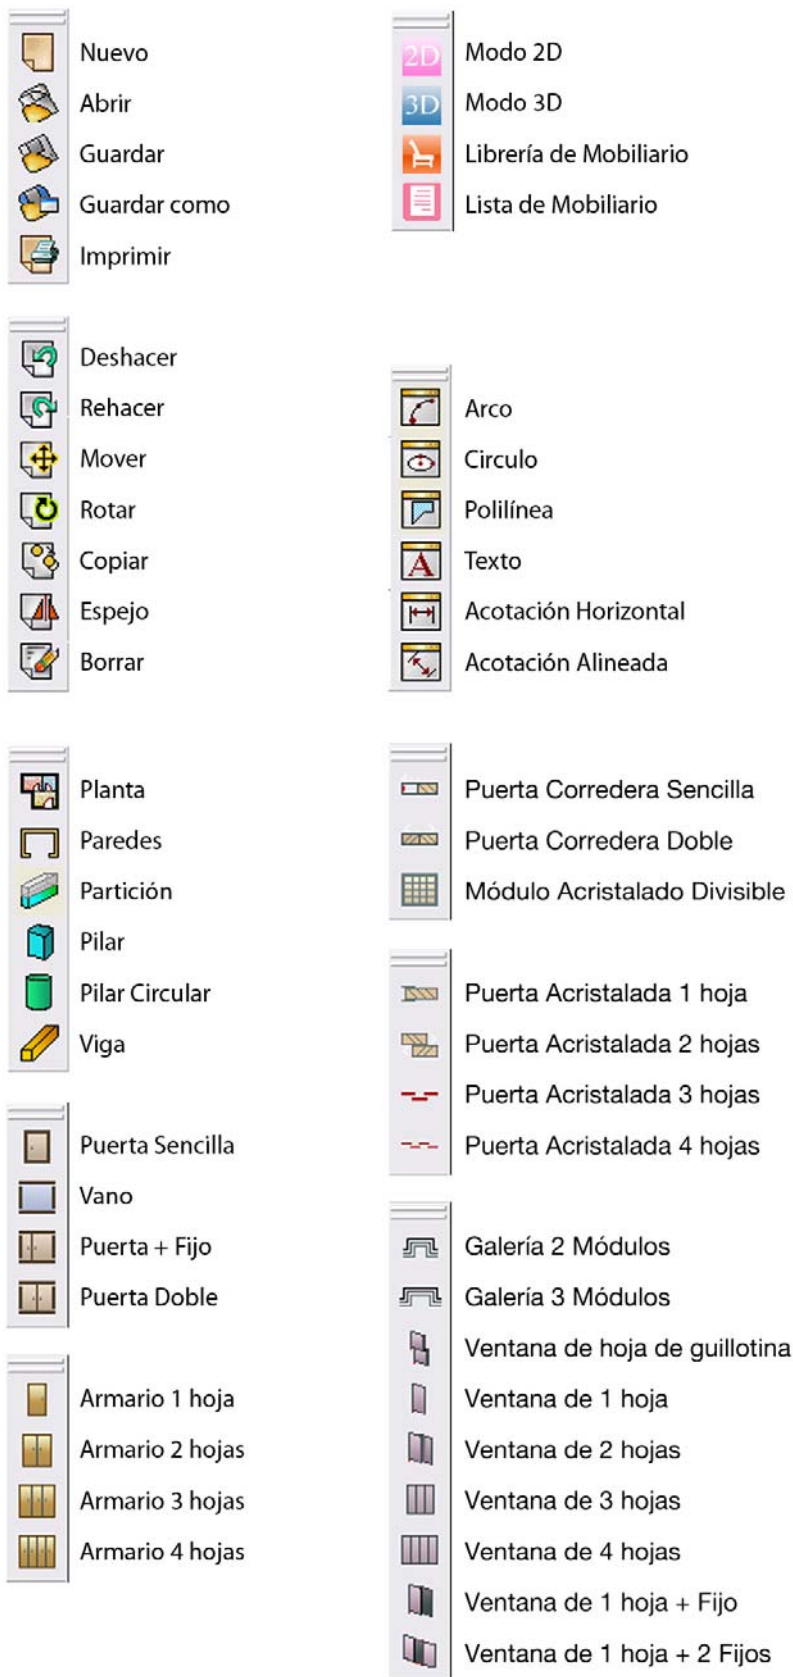 Nuevo
Abrir
Guardar
Guardar como
Imprimir
2D Modo 2D
3D Modo 3D
Librería de Mobiliario
Lista de Mobiliario
Deshacer
Rehacer
Mover
Rotar
Copiar
Espejo
Borrar
Arco
Circulo
Polilínea
A Texto
Acotación Horizontal
Acotación Alineada
Planta
Paredes
Partición
Pilar
Pilar Circular
Viga
Puerta Corredera Sencilla
Puerta Corredera Doble
Módulo Acristalado Divisible
Puerta Acristalada 1 hoja
Puerta Acristalada 2 hojas
Puerta Acristalada 3 hojas
Puerta Acristalada 4 hojas
Puerta Sencilla
Vano
Puerta + Fijo
Puerta Doble
Armario 1 hoja
Armario 2 hojas
Armario 3 hojas
Armario 4 hojas
Galería 2 Módulos
Galería 3 Módulos
Ventana de hoja de guillotina
Ventana de 1 hoja
Ventana de 2 hojas
Ventana de 3 hojas
Ventana de 4 hojas
Ventana de 1 hoja + Fijo
Ventana de 1 hoja + 2 Fijos